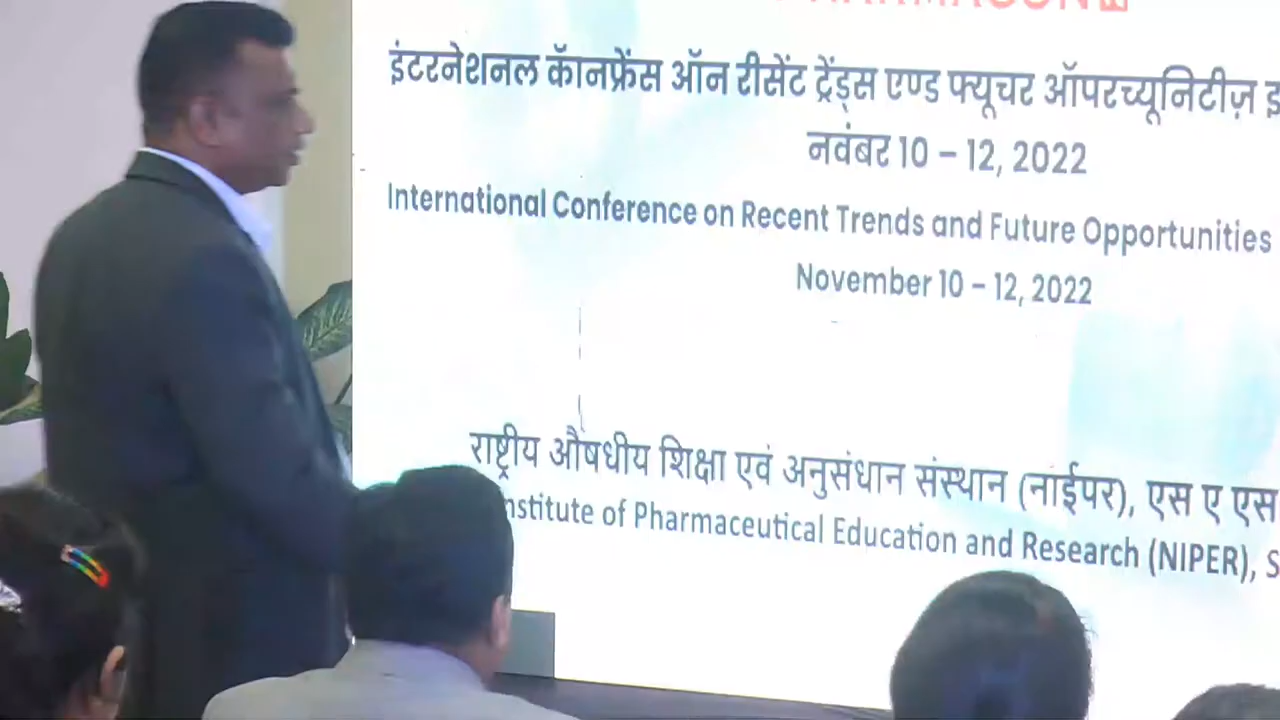 इंटरनेशनल कॅानफ्रेंस ऑन रीसेंट ट्रेंड्स एण्ड फ्यूचर ऑपरच्यूनिटीज़
नवंबर 10 – 12, 2022
International Conference on Recent Trends and Future Opportunities
November 10 – 12, 2022
राष्ट्रीय औषधीय शिक्षा एवं अनुसंधान संस्थान (नाईपर), एस ए एस
of Pharmaceutical Education and Research (NIPER), S